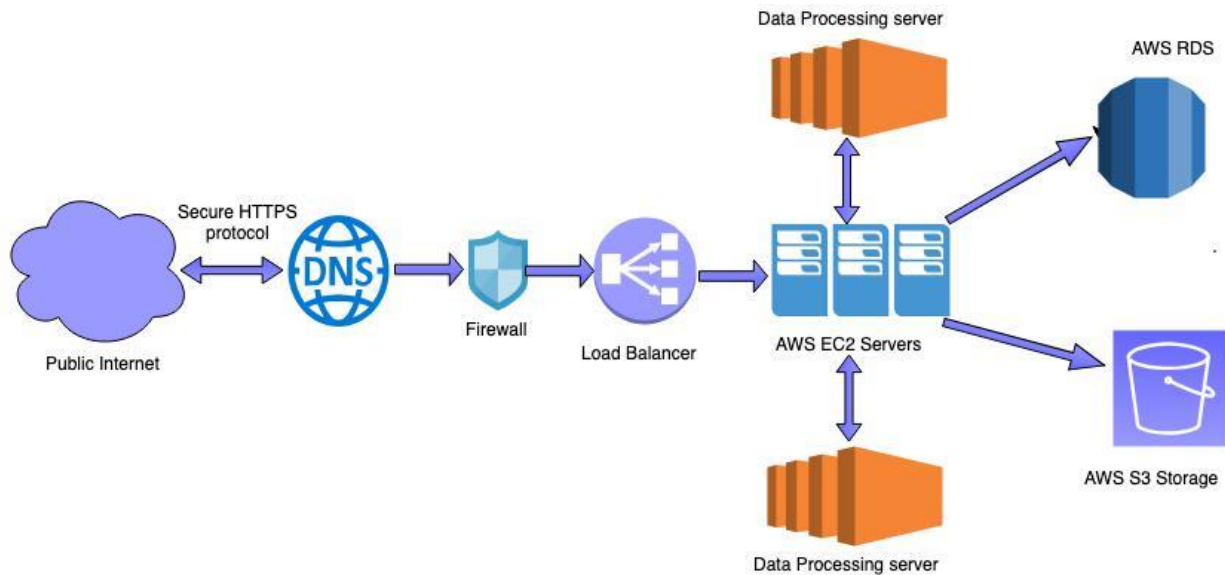 Data Processing server
AWS RDS
Secure HTTPS
protocol
DNS
Firewall
Public Internet
Load Balancer
AWS EC2 Servers
AWS S3 Storage
Data Processing server